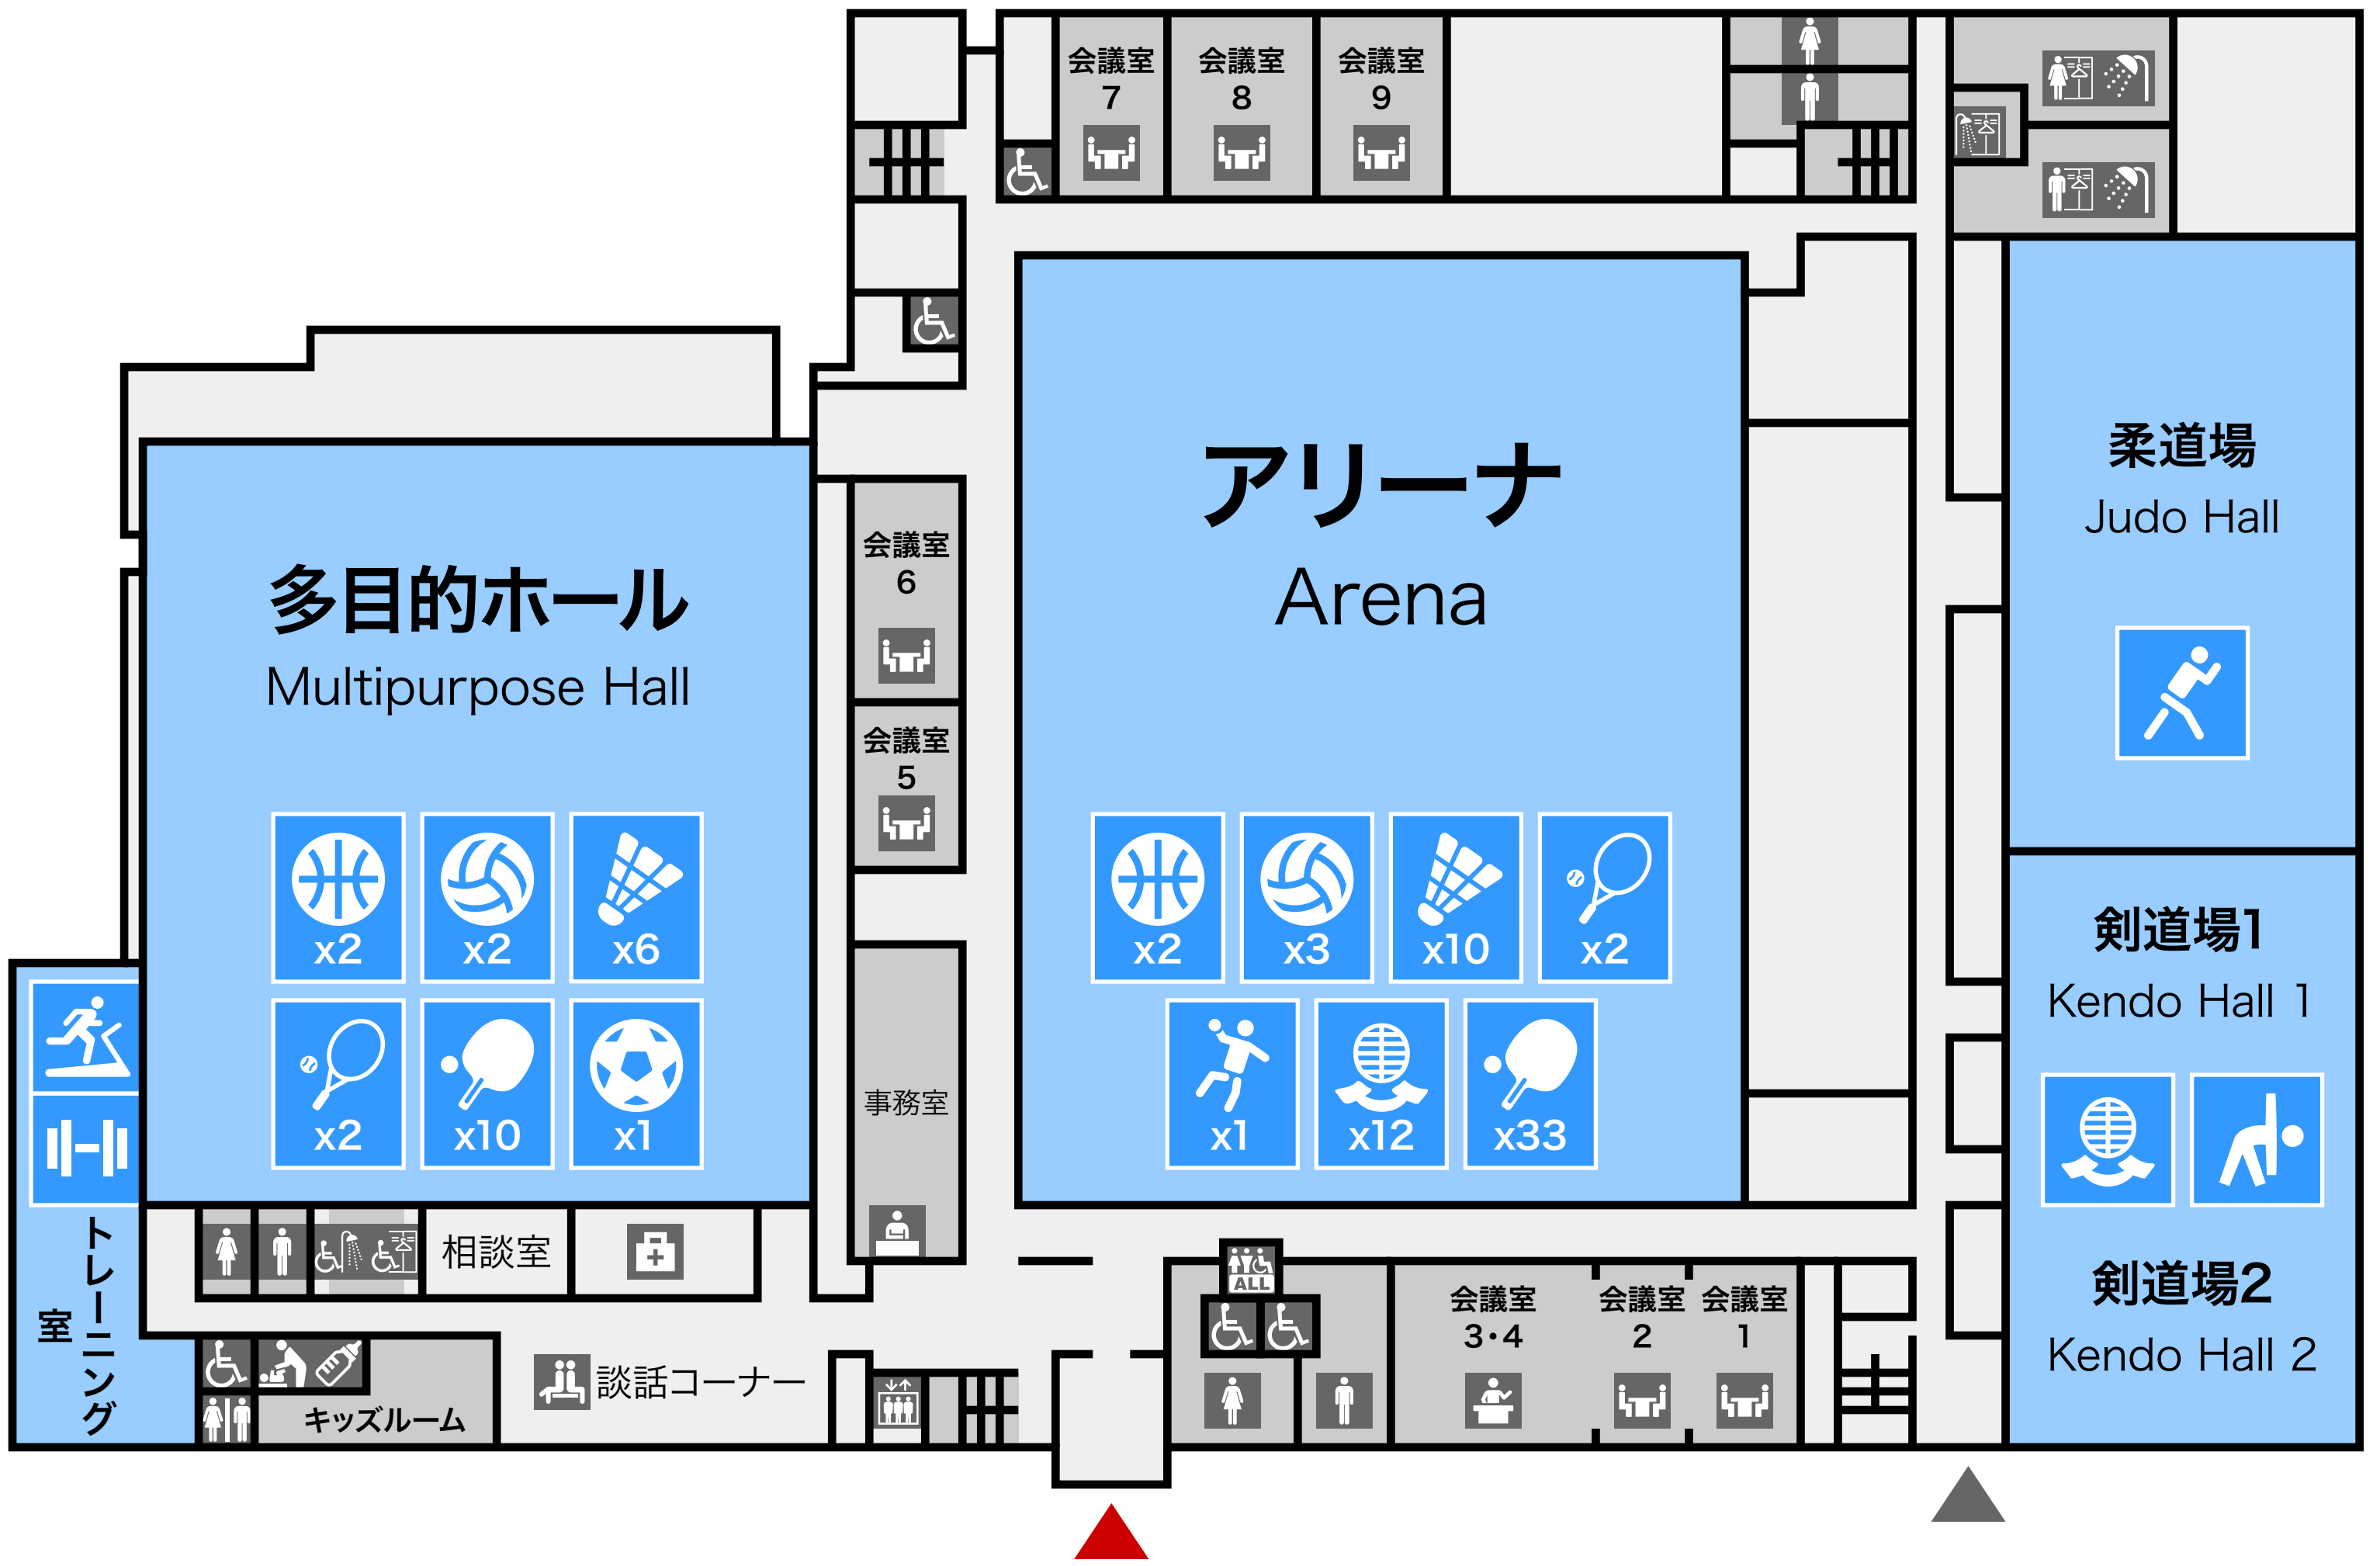 会議室
7
会議室
8
会議室
9
アリーナ
Arena
x2
x3
x10
x2
x1
x12
x33
柔道場
Judo Hall
剣道場1
Kendo Hall 1
剣道場2
Kendo Hall 2
多目的ホール
Multipurpose Hall
x2
x2
x6
x2
x10
x1
会議室
6
会議室
5
事務室
トレーニング
室
相談室
キッズルーム
談話コーナー
ALL
会議室
3・4
会議室
2
会議室
1